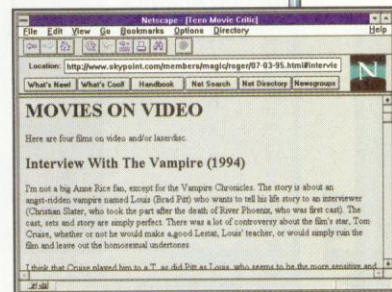 Netscape - [Teen Movie Critic]
File Edit View Go Bookmarks Options Directory Help
Location: http://www.skypoint.com/members/magic/roger/07-03-95.html#intervie
What's New! What's Cool! Handbook Net Search Net Directory Newsgroups
N
MOVIES ON VIDEO
Here are four films on video and/or laserdisc.
Interview With The Vampire (1994)
I'm not a big Anne Rice fan, except for the Vampire Chronicles. The story is about an
angst-ridden vampire named Louis (Brad Pitt) who wants to tell his life story to an interviewer
(Christian Slater, who took the part after the death of River Phoenix, who was first cast). The
cast, sets and story are simply perfect. There was a lot of controversy about the film's star, Tom
Cruise, whether or not he would make a good Lestat, Louis' teacher, or would simply ruin the
film and leave out the homosexual undertones
I think that Cruise played him to a T, as did Pitt as Louis, who seems to be the more sensitive and